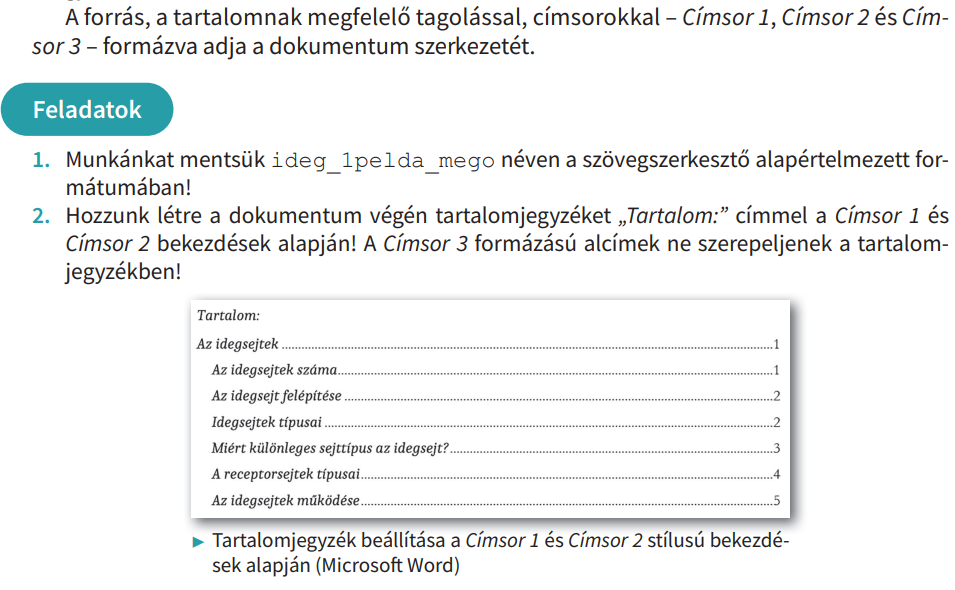 A forrás, a tartalomnak megfelelő tagolással, címsorokkal – Címsor 1, Címsor 2 és Cím-
sor 3 – formázva adja a dokumentum szerkezetét.
Feladatok
1. Munkánkat mentsük ideg_1pelda_mego néven a szövegszerkesztő alapértelmezett for-
mátumában!
2. Hozzunk létre a dokumentum végén tartalomjegyzéket „Tartalom:” címmel a Címsor 1 és
Címsor 2 bekezdések alapján! A Címsor 3 formázású alcímek ne szerepeljenek a tartalom-
jegyzékben!
Tartalom:
Az idegsejtek ........ 1
Az idegsejtek száma ........ 1
Az idegsejt felépítése ........ 2
Idegsejtek típusai ........ 2
Miért különleges sejttípus az idegsejt? ........ 3
A receptorsejtek típusai ........ 4
Az idegsejtek működése ........ 5
► Tartalomjegyzék beállítása a Címsor 1 és Címsor 2 stílusú bekezdé-
sek alapján (Microsoft Word)